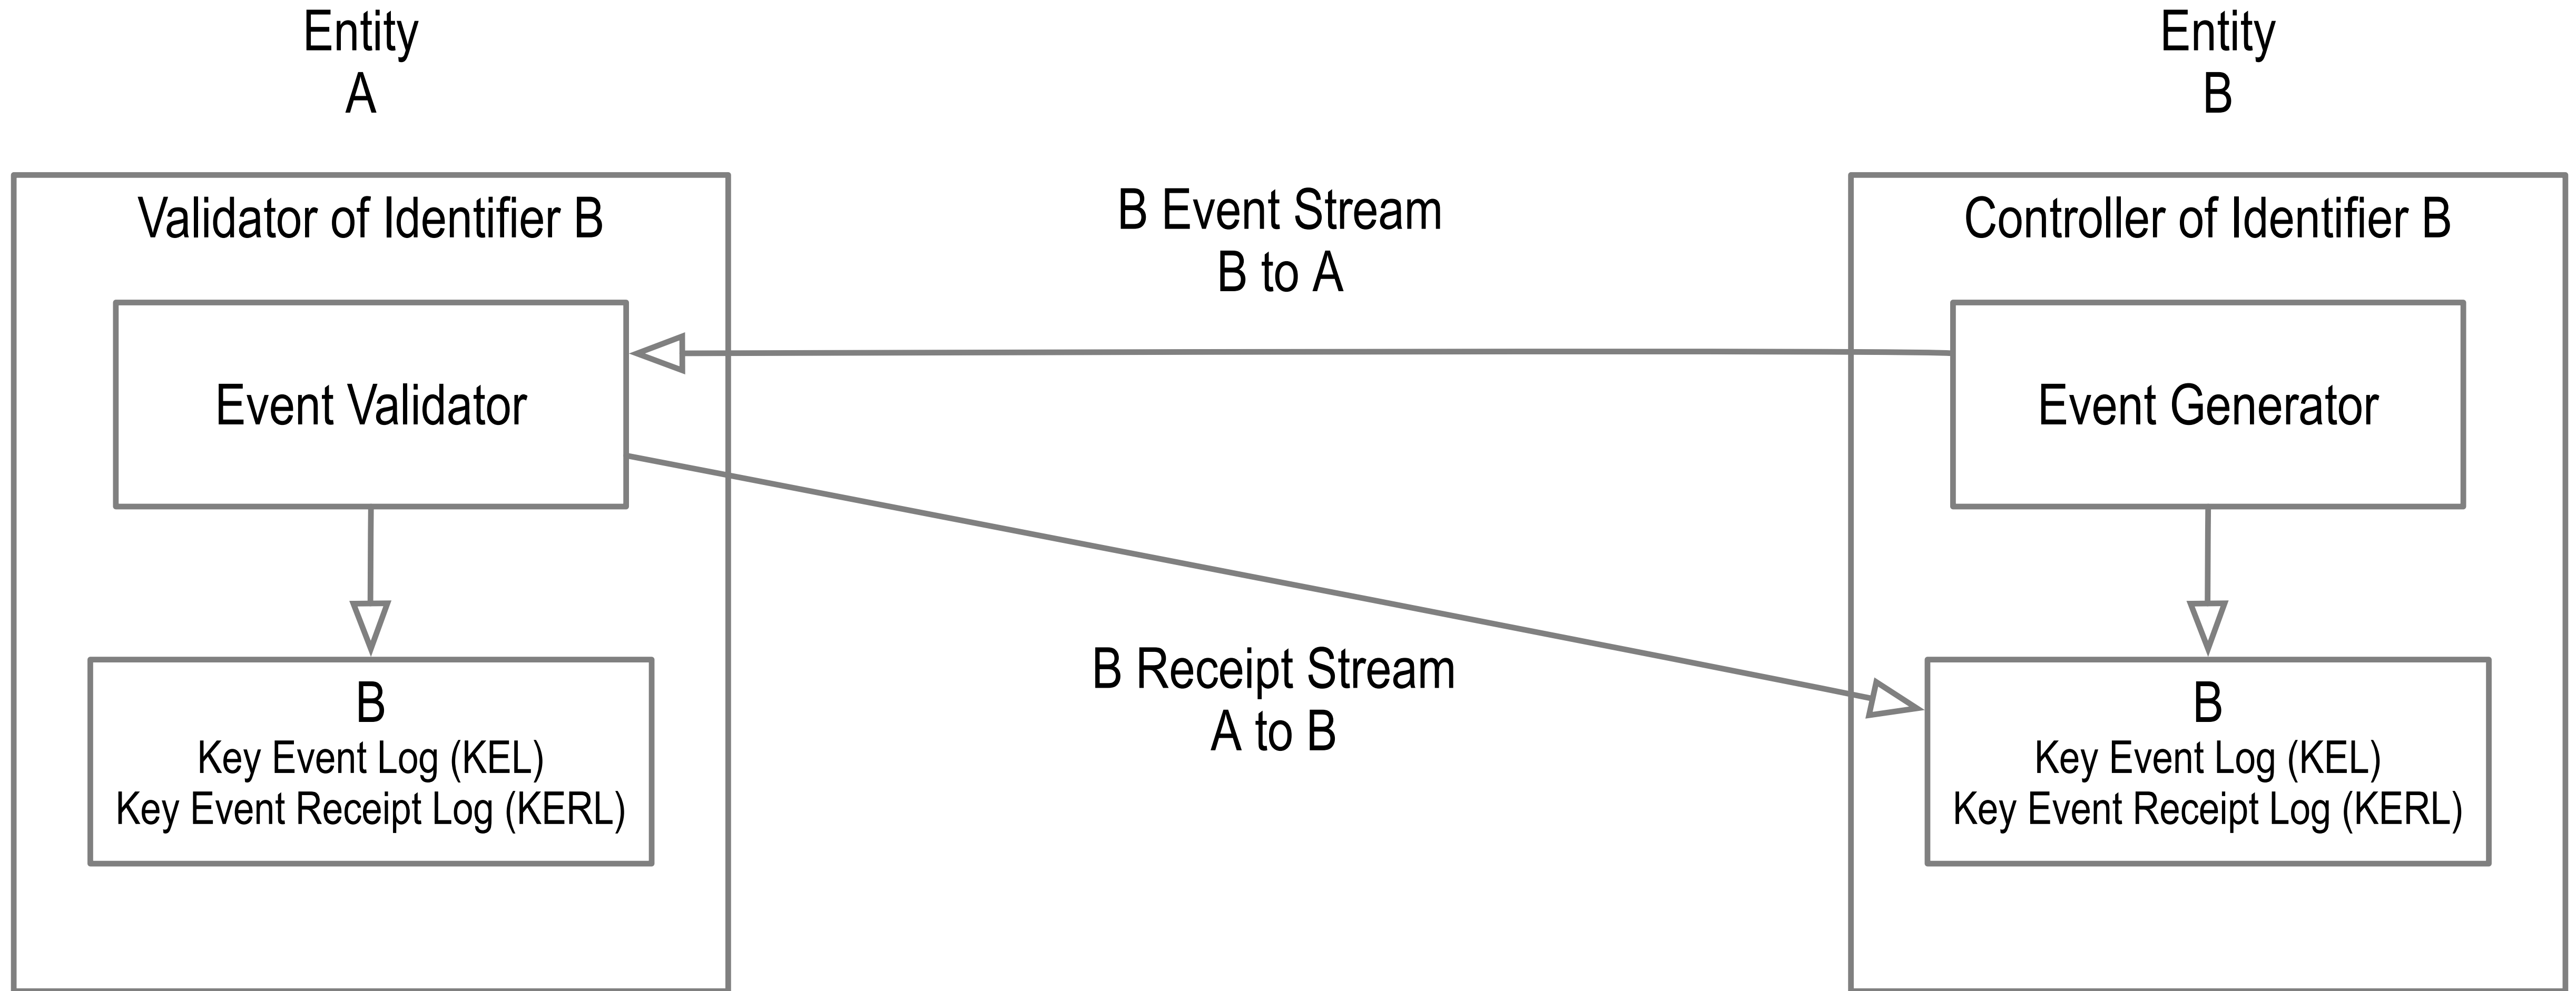 Entity
A
Entity
B
Validator of Identifier B
B Event Stream
B to A
Controller of Identifier B
Event Validator
Event Generator
B Receipt Stream
A to B
B
Key Event Log (KEL)
Key Event Receipt Log (KERL)
B
Key Event Log (KEL)
Key Event Receipt Log (KERL)